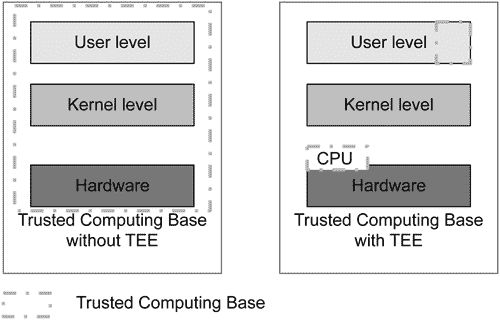 User level
Kernel level
Hardware
Trusted Computing Base
without TEE
User level
Kernel level
CPU
Hardware
Trusted Computing Base
with TEE
Trusted Computing Base